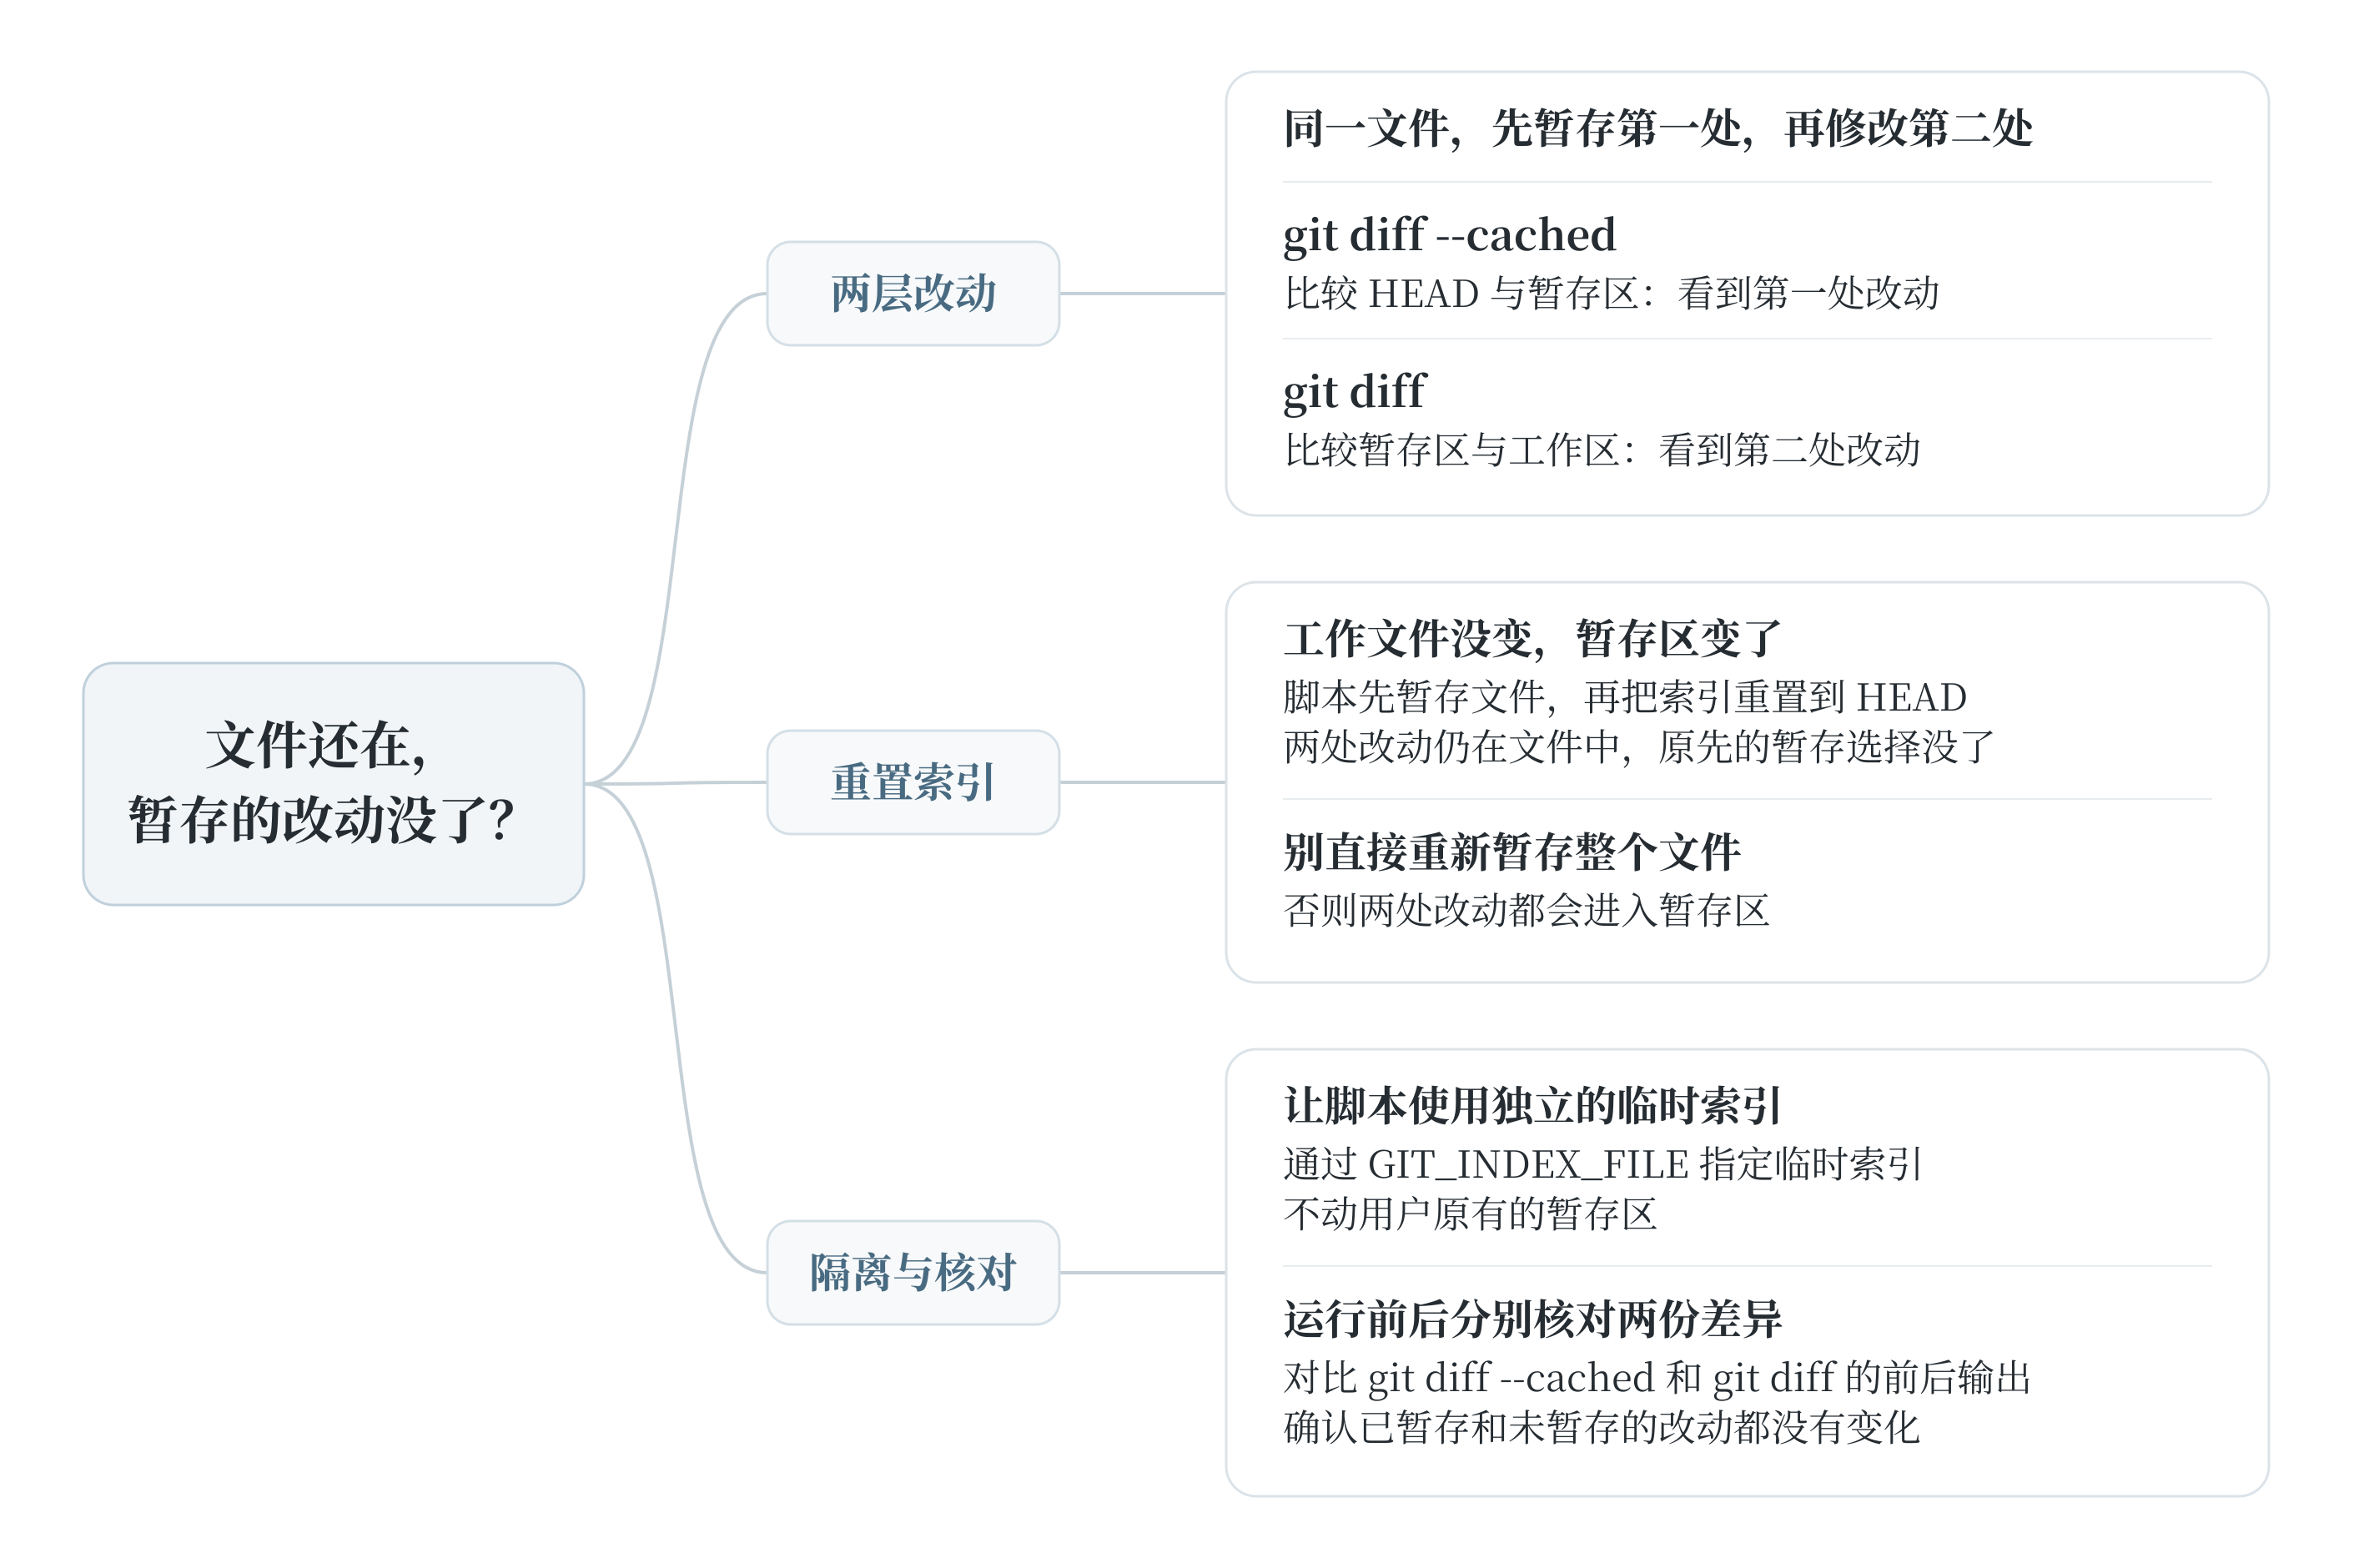 文件还在，
暂存的改动没了？
两层改动
同一文件，先暂存第一处，再修改第二处
git diff --cached
比较 HEAD 与暂存区：看到第一处改动
git diff
比较暂存区与工作区：看到第二处改动
重置索引
工作文件没变，暂存区变了
脚本先暂存文件，再把索引重置到 HEAD
两处改动仍在文件中，原先的暂存选择没了
别直接重新暂存整个文件
否则两处改动都会进入暂存区
隔离与核对
让脚本使用独立的临时索引
通过 GIT_INDEX_FILE 指定临时索引
不动用户原有的暂存区
运行前后分别核对两份差异
对比 git diff --cached 和 git diff 的前后输出
确认已暂存和未暂存的改动都没有变化